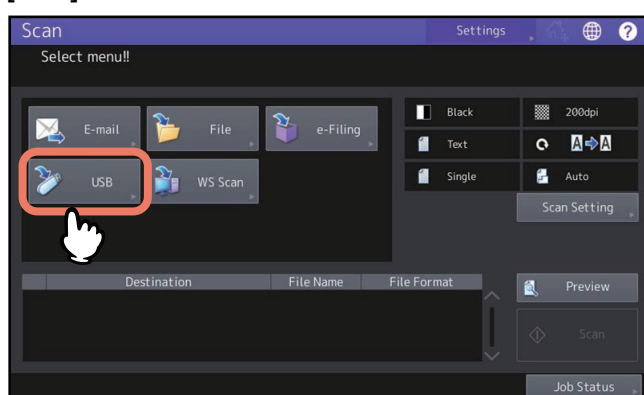 Scan
Settings
?
Select menu!!
E-mail
File
e-Filing
USB
WS Scan
Black
200dpi
Text
A A
Single
Auto
Scan Setting
Destination
File Name
File Format
Preview
Scan
Job Status